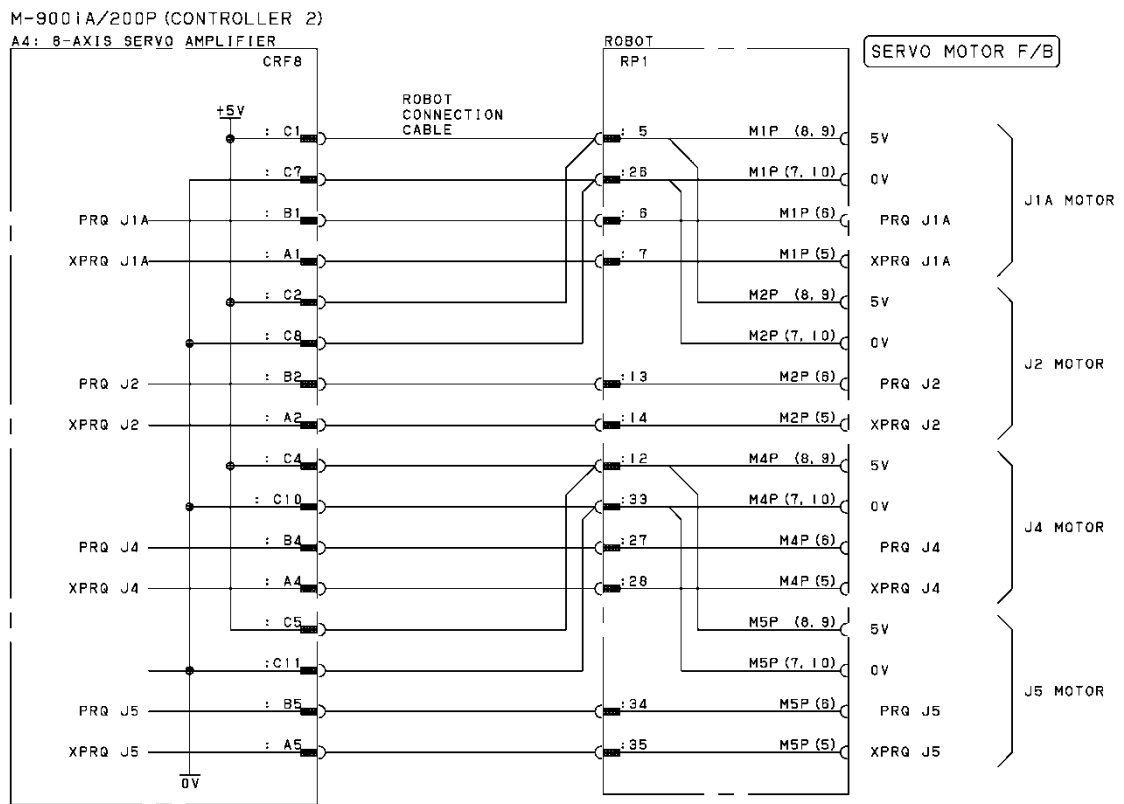 M-900iA/200P (CONTROLLER 2)
A4: 6-AXIS SERVO AMPLIFIER
ROBOT
SERVO MOTOR F/B
CRF8
RP1
+5V
ROBOT
CONNECTION
CABLE
: C1 :5 M1P (8, 9) 5V
: C7 :26 M1P (7, 10) 0V
J1A MOTOR
PRQ J1A : B1 : 6 M1P (6) PRQ J1A
XPRQ J1A : A1 : 7 M1P (5) XPRQ J1A
: C2 M2P (8, 9) 5V
: C8 M2P (7, 10) 0V
J2 MOTOR
PRQ J2 : B2 :13 M2P (6) PRQ J2
XPRQ J2 : A2 :14 M2P (5) XPRQ J2
: C4 :12 M4P (8, 9) 5V
: C10 :33 M4P (7, 10) 0V
J4 MOTOR
PRQ J4 : B4 :27 M4P (6) PRQ J4
XPRQ J4 : A4 :28 M4P (5) XPRQ J4
: C5 M5P (8, 9) 5V
:C11 M5P (7, 10) 0V
J5 MOTOR
PRQ J5 : B5 :34 M5P (6) PRQ J5
XPRQ J5 : A5 :35 M5P (5) XPRQ J5
0V